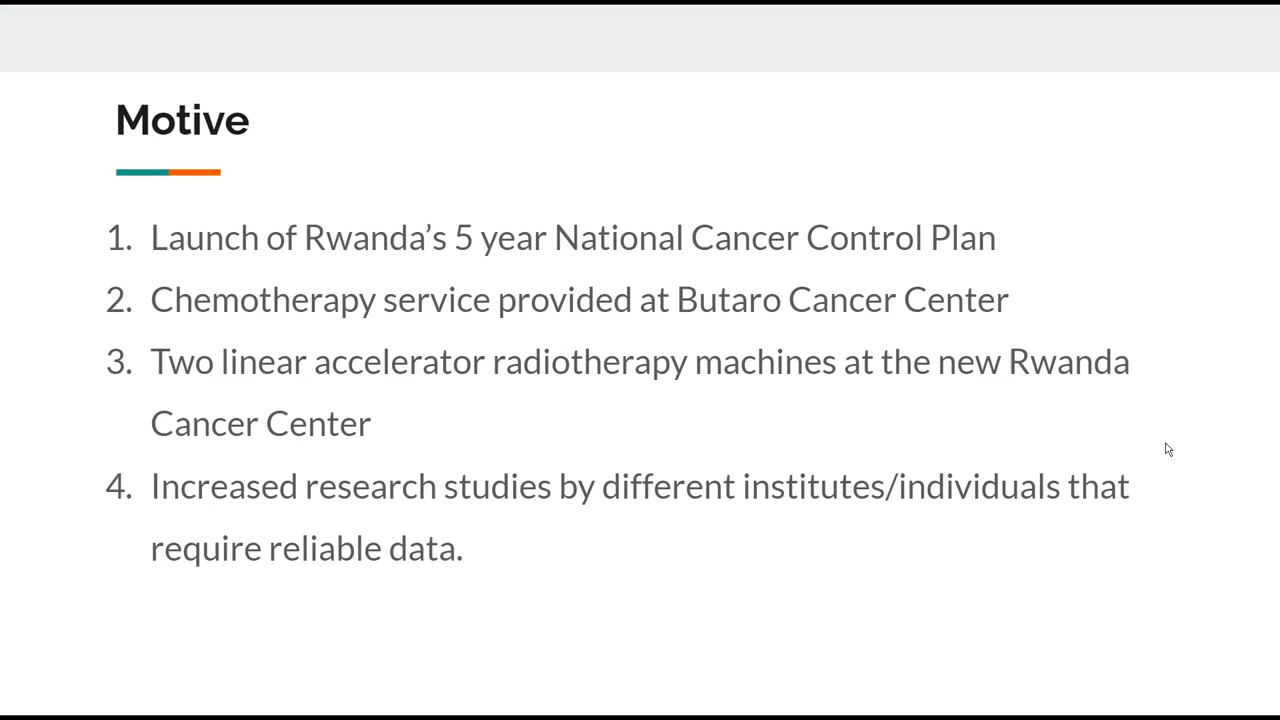 Motive
1. Launch of Rwanda’s 5 year National Cancer Control Plan
2. Chemotherapy service provided at Butaro Cancer Center
3. Two linear accelerator radiotherapy machines at the new Rwanda
Cancer Center
4. Increased research studies by different institutes/individuals that
require reliable data.